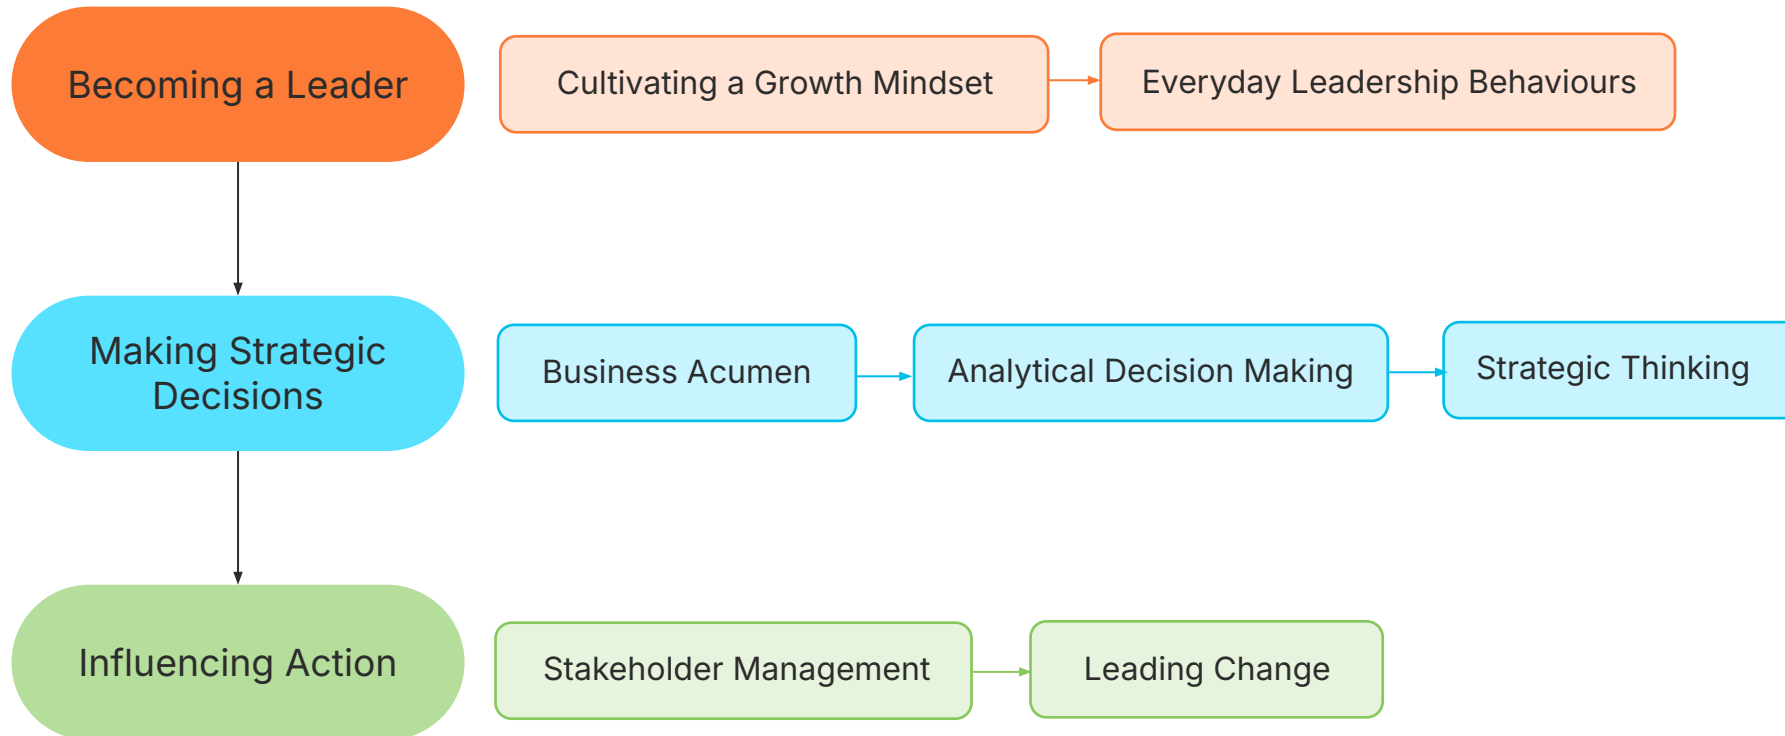 Becoming a Leader
Cultivating a Growth Mindset
Everyday Leadership Behaviours
Making Strategic
Decisions
Business Acumen
Analytical Decision Making
Strategic Thinking
Influencing Action
Stakeholder Management
Leading Change